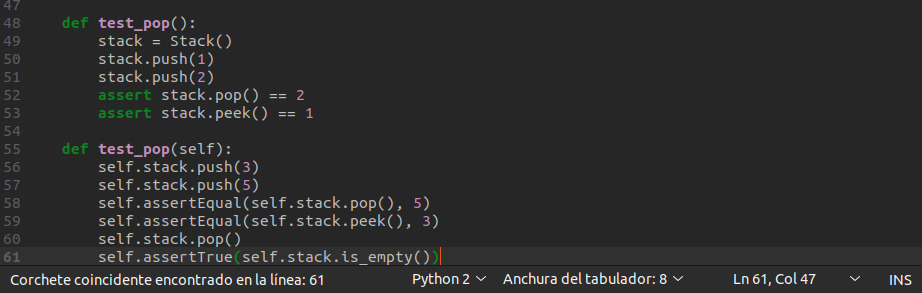 47
48 def test_pop():
49 stack = Stack()
50 stack.push(1)
51 stack.push(2)
52 assert stack.pop() == 2
53 assert stack.peek() == 1
54
55 def test_pop(self):
56 self.stack.push(3)
57 self.stack.push(5)
58 self.assertEqual(self.stack.pop(), 5)
59 self.assertEqual(self.stack.peek(), 3)
60 self.stack.pop()
61 self.assertTrue(self.stack.is_empty())
Corchete coincidente encontrado en la línea: 61 Python 2 Anchura del tabulador: 8 Ln 61, Col 47 INS